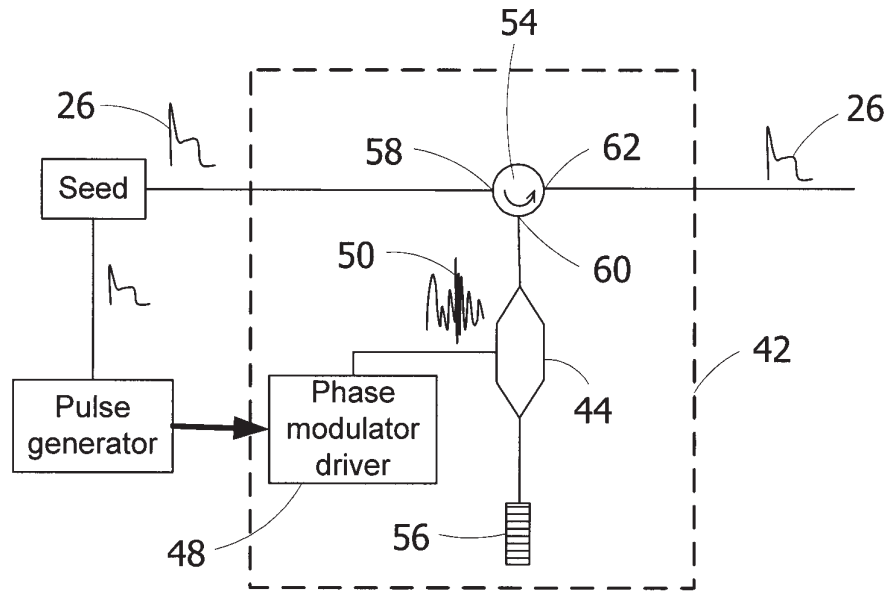 54
26
26
58
62
Seed
50
60
42
Phase
modulator
driver
44
Pulse
generator
56
48